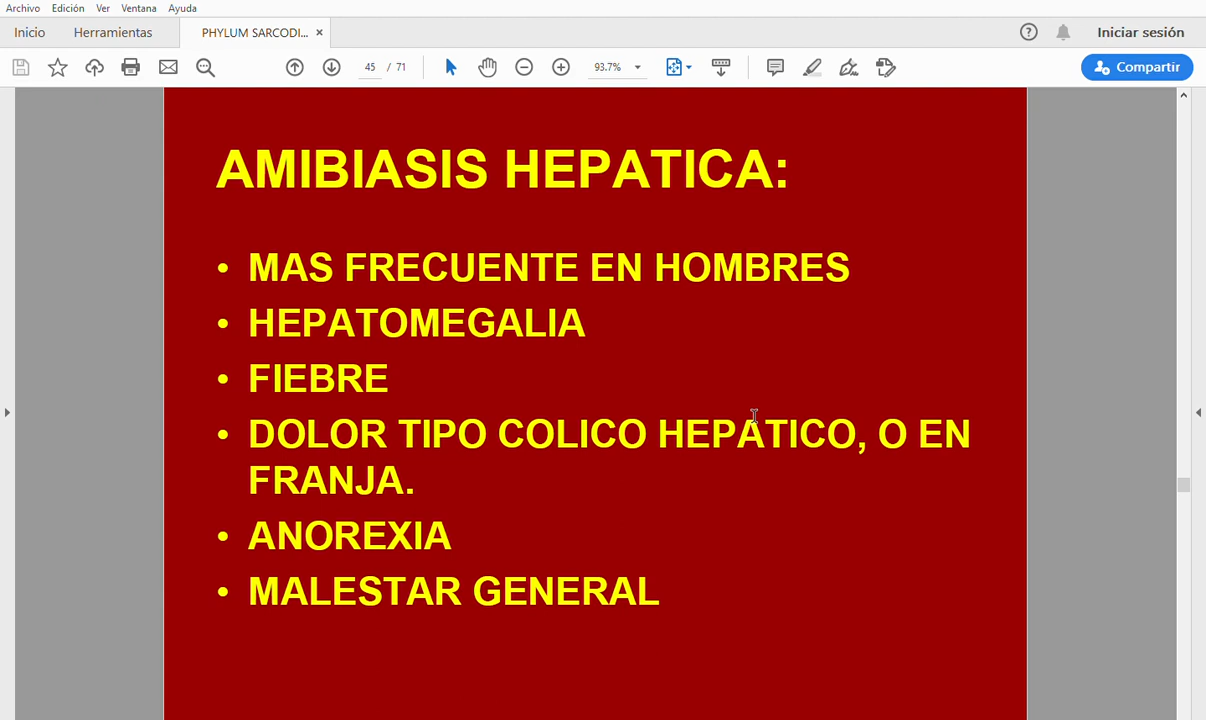 Archivo Edición Ver Ventana Ayuda
Inicio Herramientas PHYLUM SARCODI... ×
Iniciar sesión
45 / 71 93.7% Compartir
AMIBIASIS HEPATICA:
• MAS FRECUENTE EN HOMBRES
• HEPATOMEGALIA
• FIEBRE
• DOLOR TIPO COLICO HEPATICO, O EN
FRANJA.
• ANOREXIA
• MALESTAR GENERAL